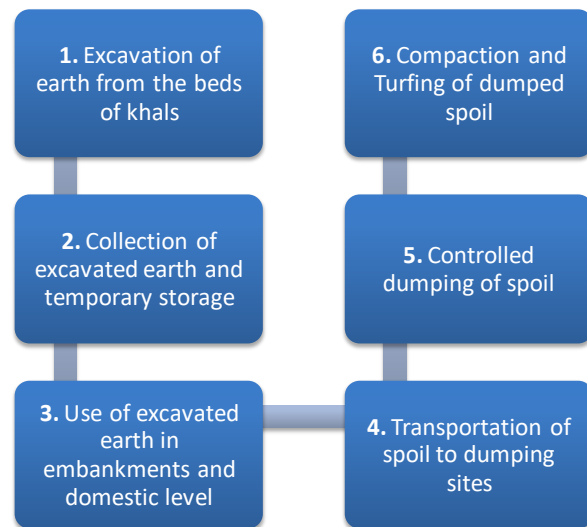 1. Excavation of
earth from the beds
of khals
2. Collection of
excavated earth and
temporary storage
3. Use of excavated
earth in
embankments and
domestic level
4. Transportation of
spoil to dumping
sites
5. Controlled
dumping of spoil
6. Compaction and
Turfing of dumped
spoil